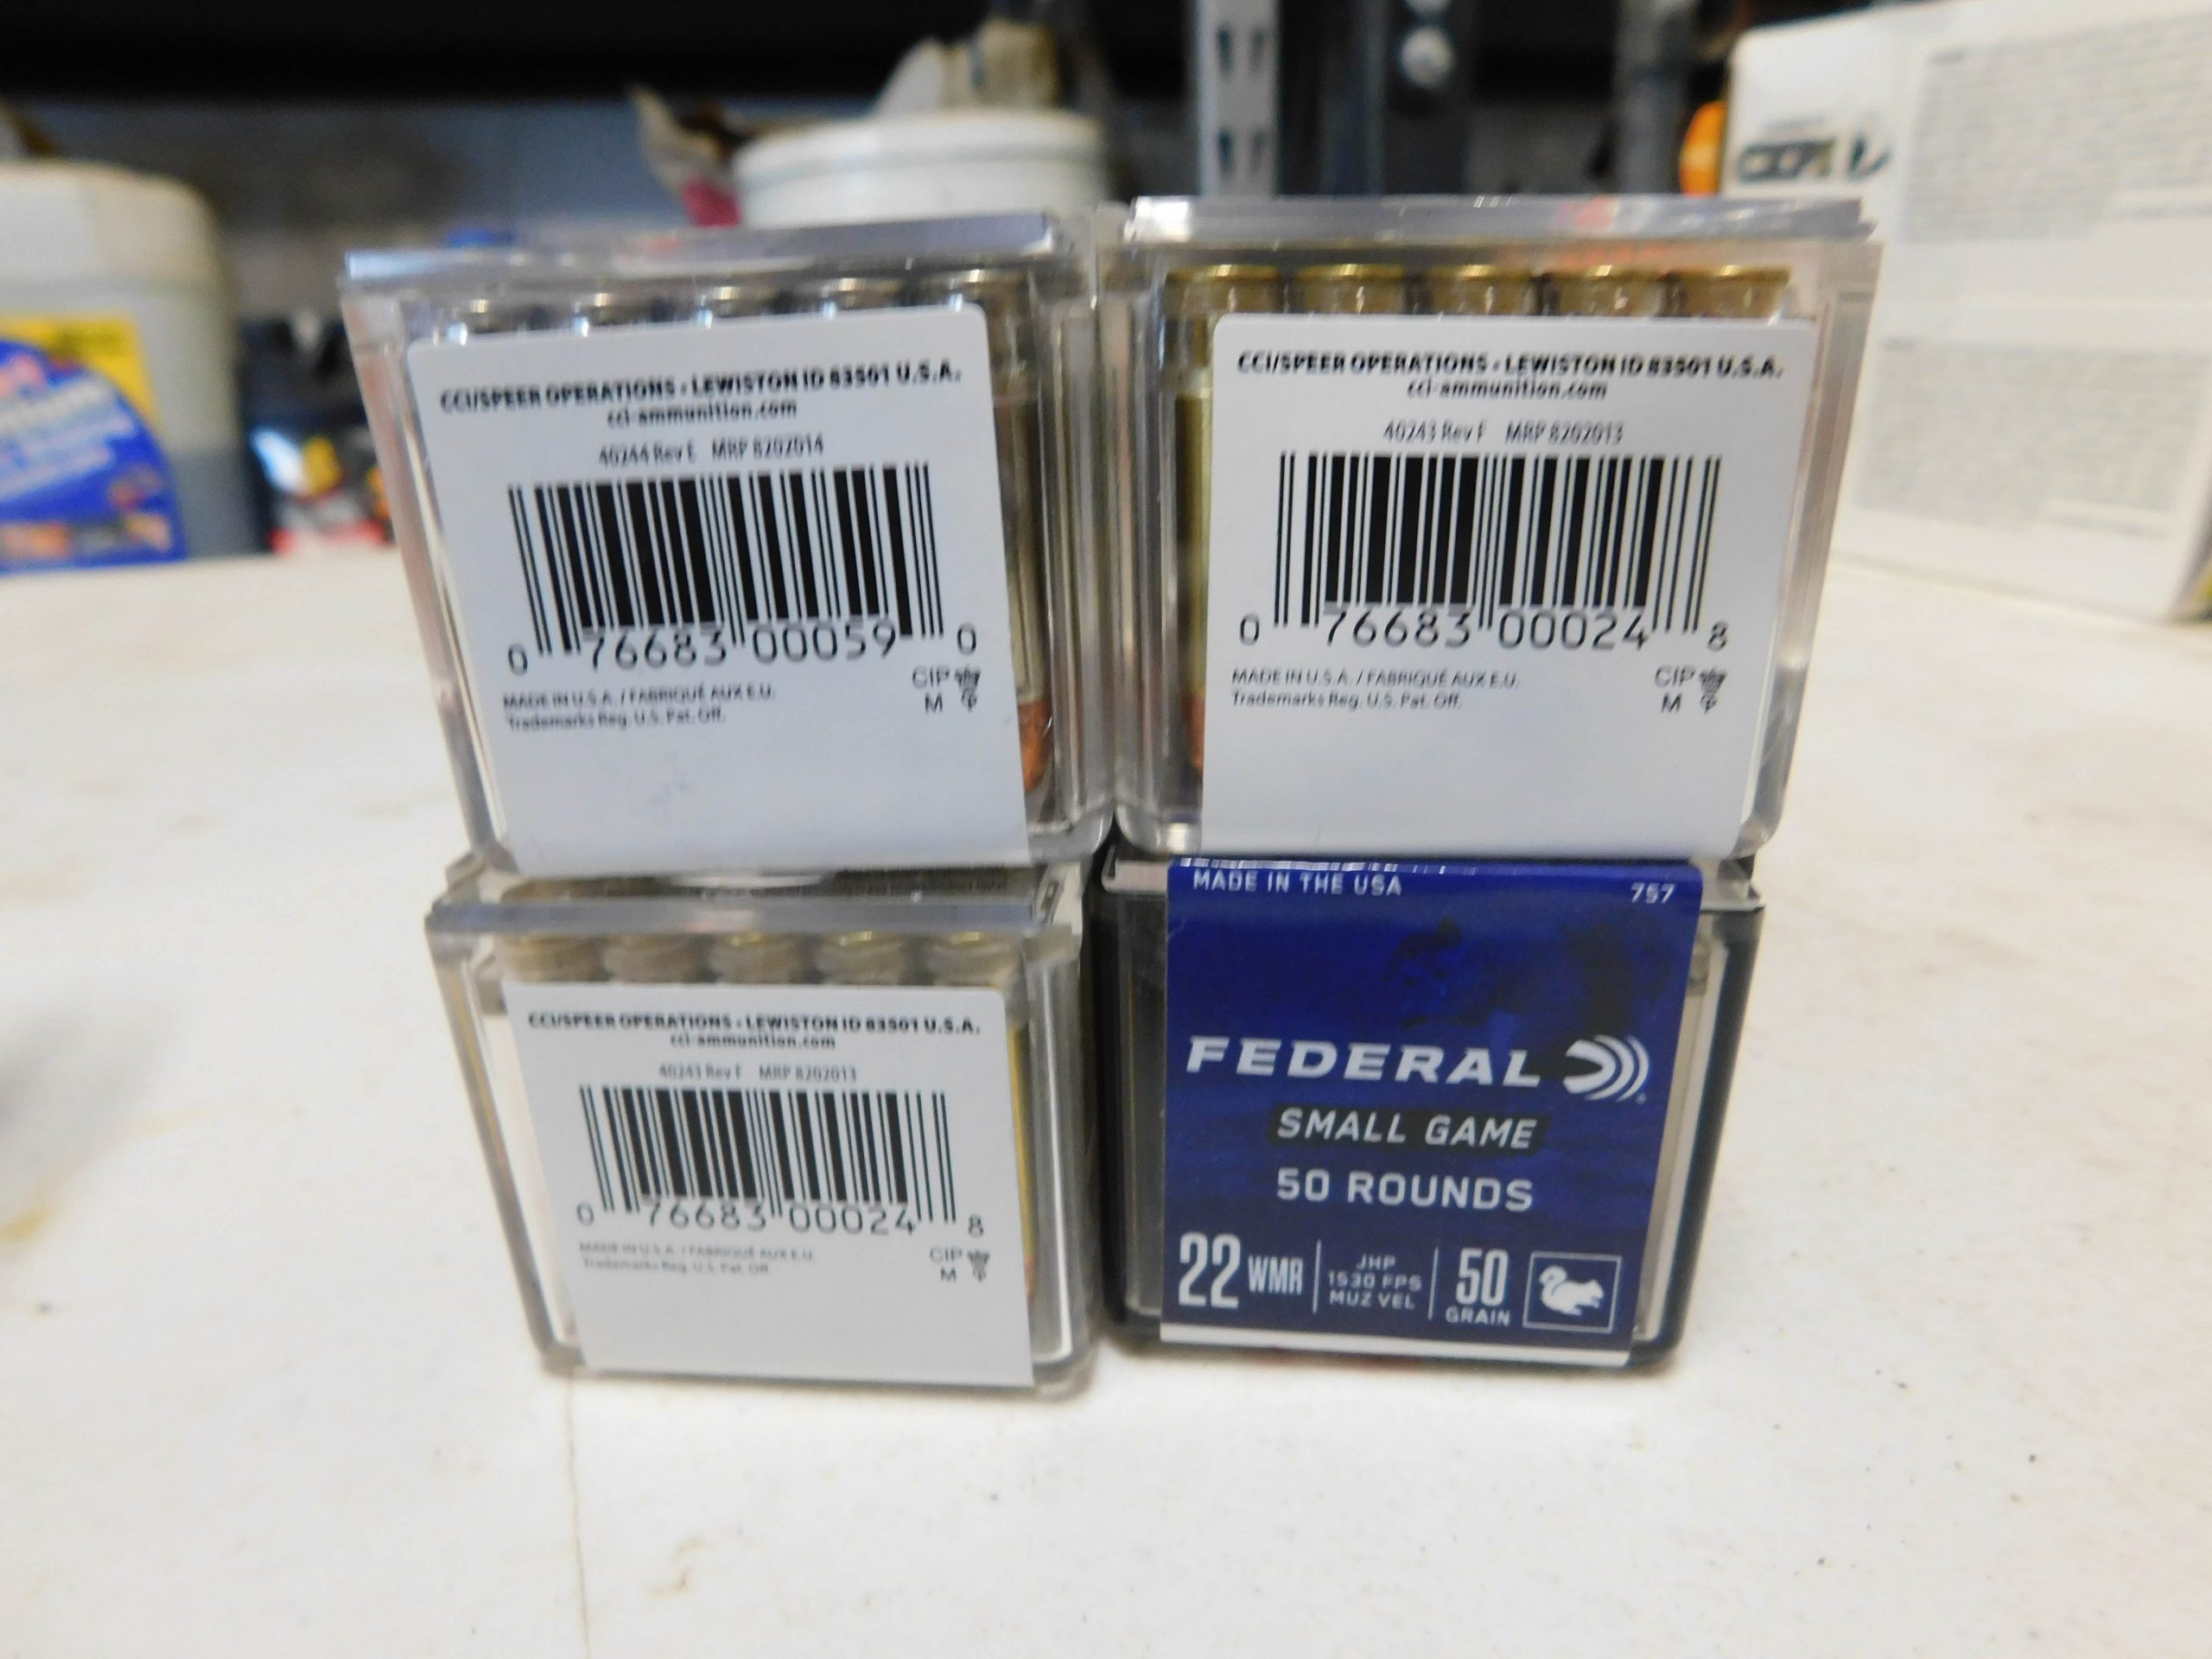 CCI/SPEER OPERATIONS - LEWISTON ID 83501 U.S.A.
cci-ammunition.com
40244 Rev E MRP 8202014
0 76683 00059 0
MADE IN U.S.A. / FABRIQUÉ AUX E.U.
Trademarks Reg. U.S. Pat. Off.
CIP
M
CCI/SPEER OPERATIONS - LEWISTON ID 83501 U.S.A.
cci-ammunition.com
40243 Rev F MRP 8202013
0 76683 00024 8
MADE IN U.S.A. / FABRIQUÉ AUX E.U.
Trademarks Reg. U.S. Pat. Off.
CIP
M
CCI/SPEER OPERATIONS - LEWISTON ID 83501 U.S.A.
cci-ammunition.com
40243 Rev F MRP 8202013
0 76683 00024 8
MADE IN U.S.A. / FABRIQUÉ AUX E.U.
Trademarks Reg. U.S. Pat. Off.
CIP
M
MADE IN THE USA 757
FEDERAL
SMALL GAME
50 ROUNDS
22 WMR
JHP
1530 FPS
MUZ VEL
50
GRAIN